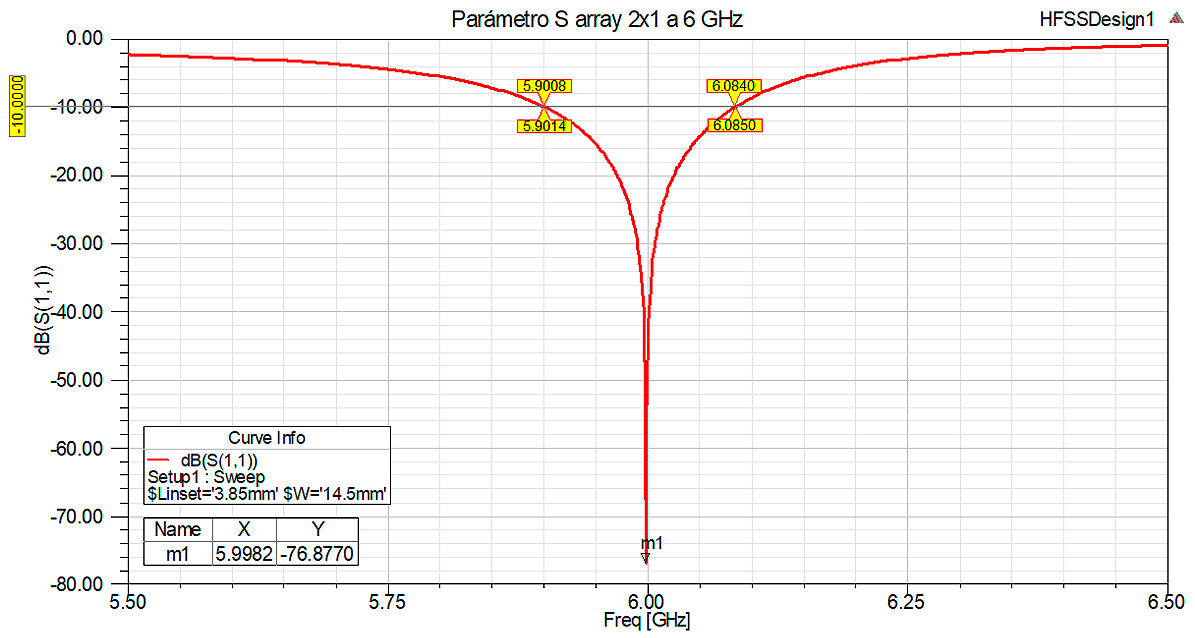 Parámetro S array 2x1 a 6 GHz
HFSSDesign1
0.00
-10.00
-20.00
-30.00
-40.00
-50.00
-60.00
-70.00
-80.00
-10.0000
dB(S(1,1))
5.9008
5.9014
6.0840
6.0850
m1
Curve Info
dB(S(1,1))
Setup1 : Sweep
$Linset='3.85mm' $W='14.5mm'
Name X Y
m1 5.9982 -76.8770
5.50 5.75 6.00 6.25 6.50
Freq [GHz]